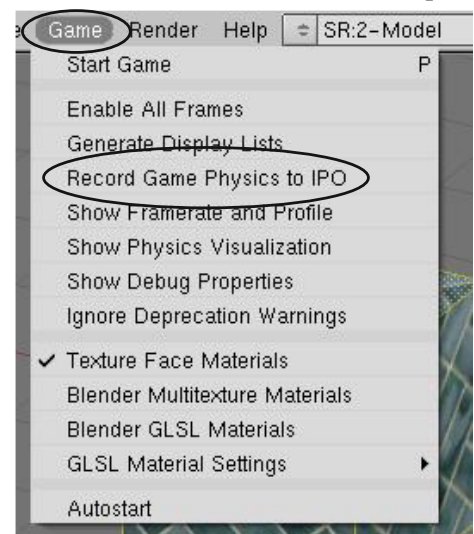 Game Render Help SR:2-Model
Start Game P
Enable All Frames
Generate Display Lists
Record Game Physics to IPO
Show Framerate and Profile
Show Physics Visualization
Show Debug Properties
Ignore Deprecation Warnings
Texture Face Materials
Blender Multitexture Materials
Blender GLSL Materials
GLSL Material Settings
Autostart